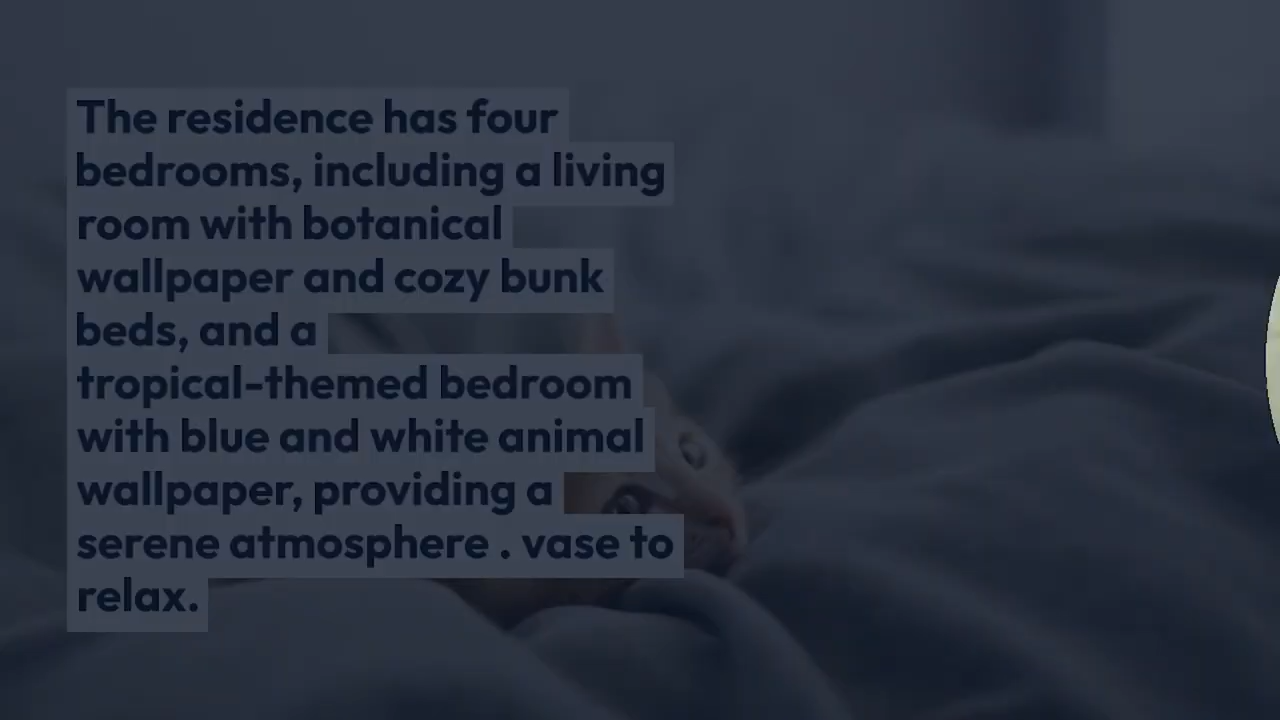 The residence has four
bedrooms, including a living
room with botanical
wallpaper and cozy bunk
beds, and a
tropical-themed bedroom
with blue and white animal
wallpaper, providing a
serene atmosphere . vase to
relax.